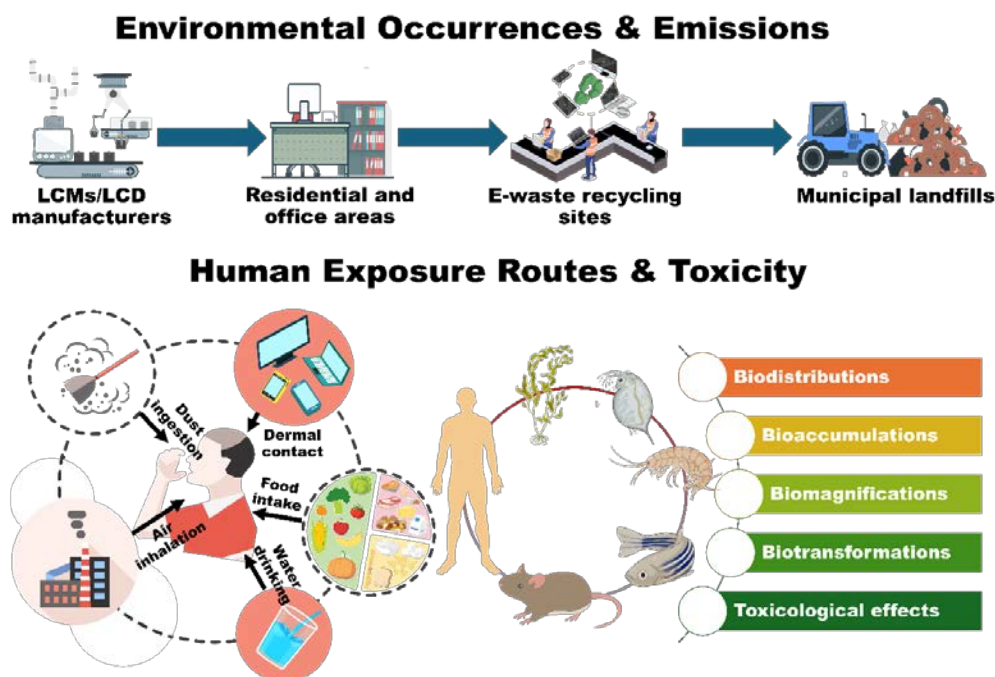 Environmental Occurrences & Emissions
LCMs/LCD
manufacturers
Residential and
office areas
E-waste recycling
sites
Municipal landfills
Human Exposure Routes & Toxicity
Dust
ingestion
Dermal
contact
Food
intake
Air
inhalation
Water
drinking
Biodistributions
Bioaccumulations
Biomagnifications
Biotransformations
Toxicological effects